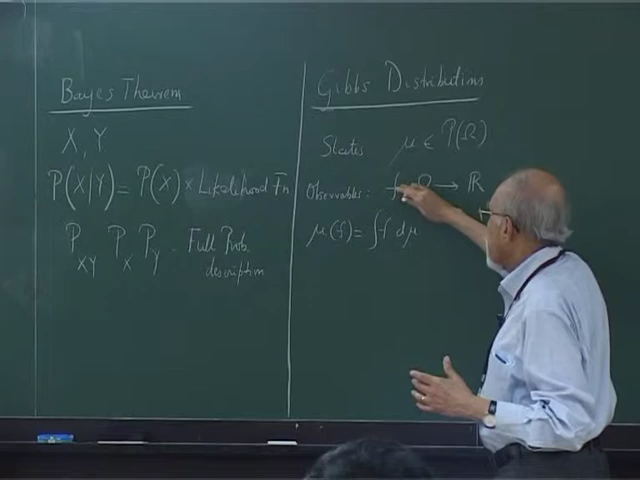 Bayes Theorem
X, Y
P(X|Y) = P(X) × Likelihood Fn
P_XY P_X P_Y - Full Prob. description
Gibbs Distributions
States μ ∈ P(Ω)
Observables: f: Ω → ℝ
μ(f) = ∫f dμ